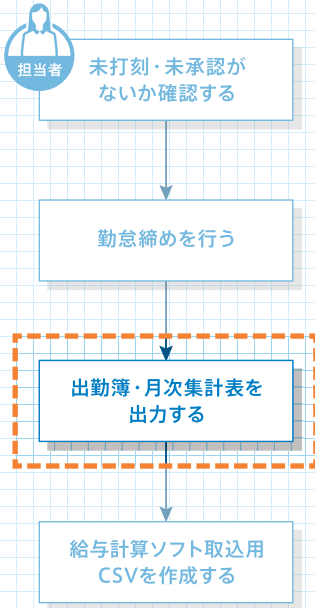 担当者
未打刻・未承認が
ないか確認する
勤怠締めを行う
出勤簿・月次集計表を
出力する
給与計算ソフト取込用
CSVを作成する